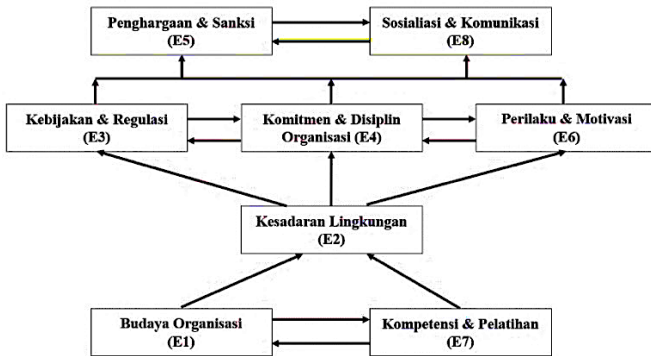 Penghargaan & Sanksi
(E5)
Sosialiasi & Komunikasi
(E8)
Kebijakan & Regulasi
(E3)
Komitmen & Disiplin
Organisasi (E4)
Perilaku & Motivasi
(E6)
Kesadaran Lingkungan
(E2)
Budaya Organisasi
(E1)
Kompetensi & Pelatihan
(E7)